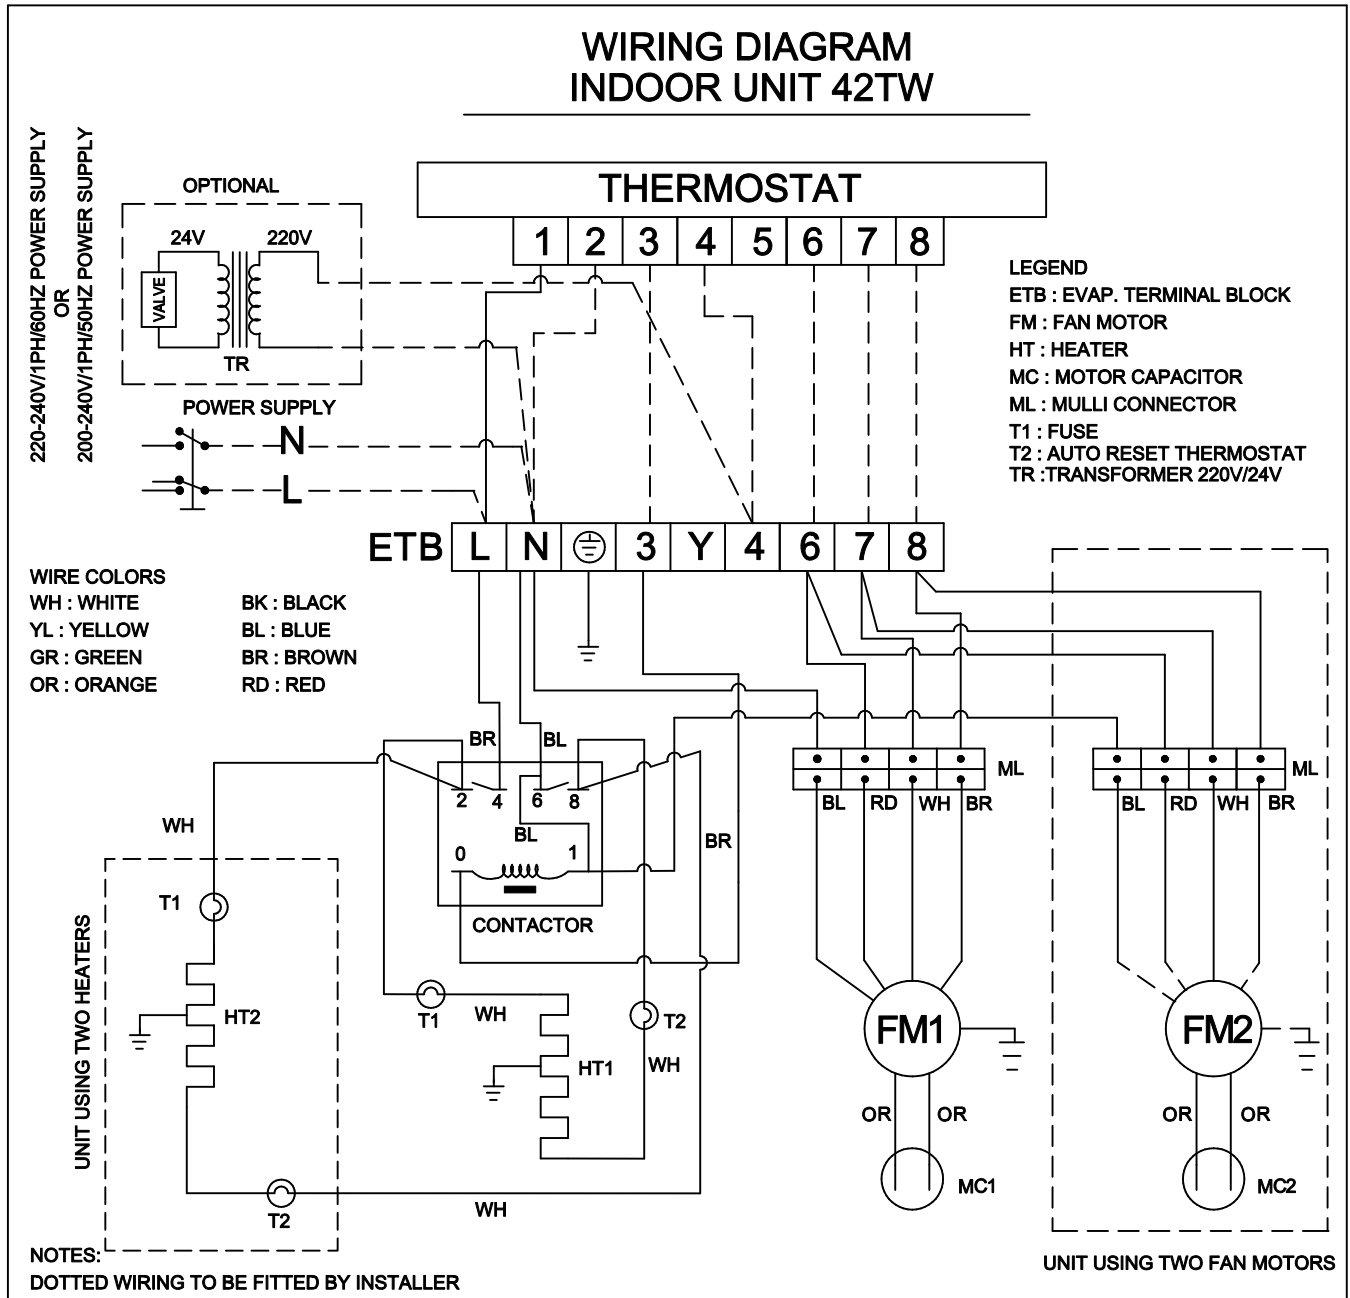 WIRING DIAGRAM
INDOOR UNIT 42TW
220-240V/1PH/60HZ POWER SUPPLY
OR
200-240V/1PH/50HZ POWER SUPPLY
OPTIONAL
24V 220V
VALVE
TR
THERMOSTAT
1 2 3 4 5 6 7 8
LEGEND
ETB : EVAP. TERMINAL BLOCK
FM : FAN MOTOR
HT : HEATER
MC : MOTOR CAPACITOR
ML : MULLI CONNECTOR
T1 : FUSE
T2 : AUTO RESET THERMOSTAT
TR :TRANSFORMER 220V/24V
POWER SUPPLY
N
L
ETB L N 3 Y 4 6 7 8
WIRE COLORS
WH : WHITE BK : BLACK
YL : YELLOW BL : BLUE
GR : GREEN BR : BROWN
OR : ORANGE RD : RED
BR BL
2 4 6 8
BL
0 1
CONTACTOR
BR
WH
ML
BL RD WH BR
ML
BL RD WH BR
T1
HT2
UNIT USING TWO HEATERS
T2
WH
T1
WH
HT1
T2
WH
FM1
OR OR
MC1
FM2
OR OR
MC2
UNIT USING TWO FAN MOTORS
NOTES:
DOTTED WIRING TO BE FITTED BY INSTALLER